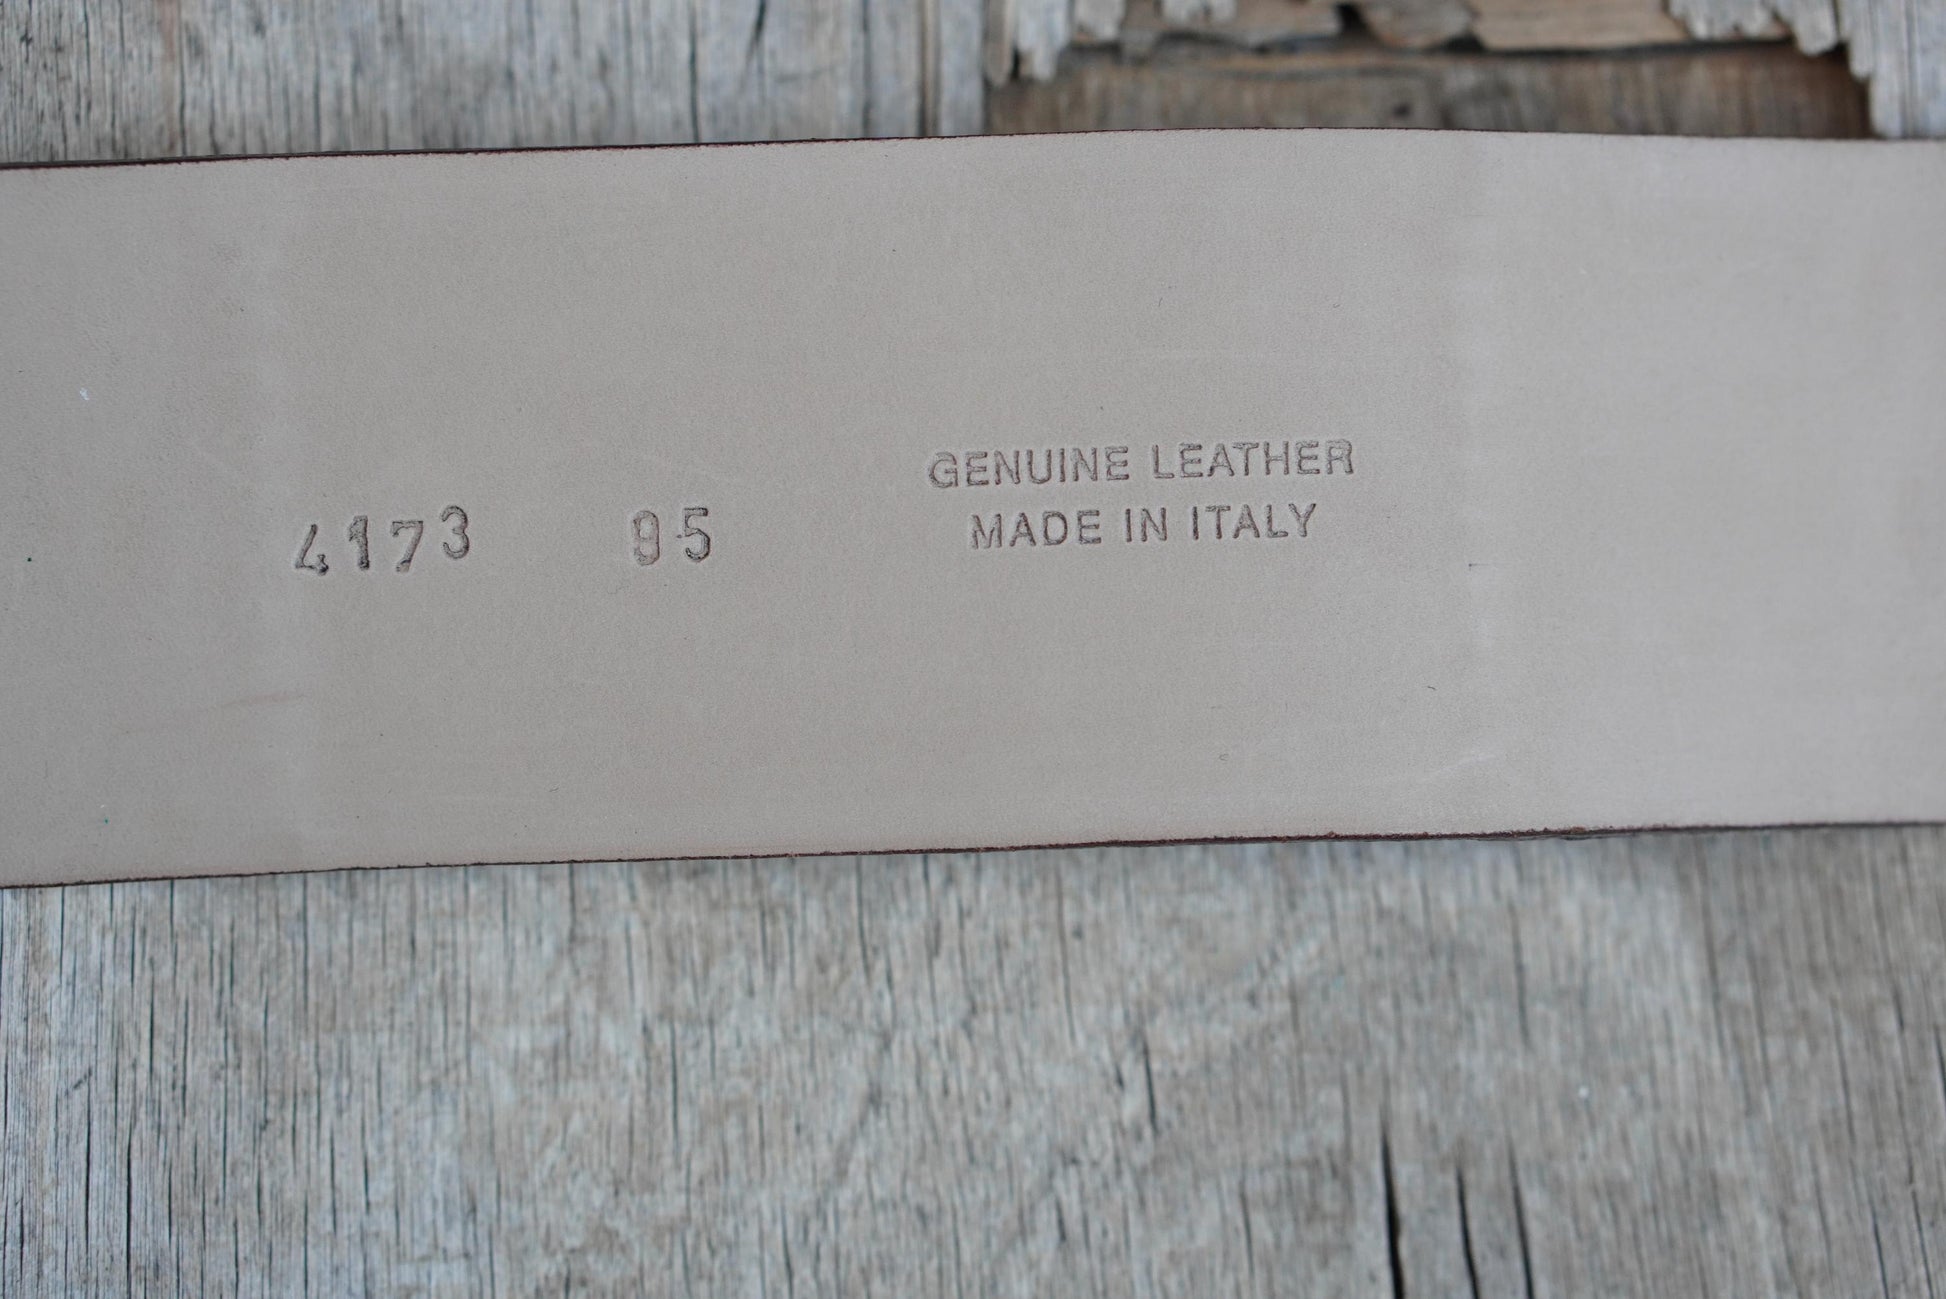 4173 95
GENUINE LEATHER
MADE IN ITALY